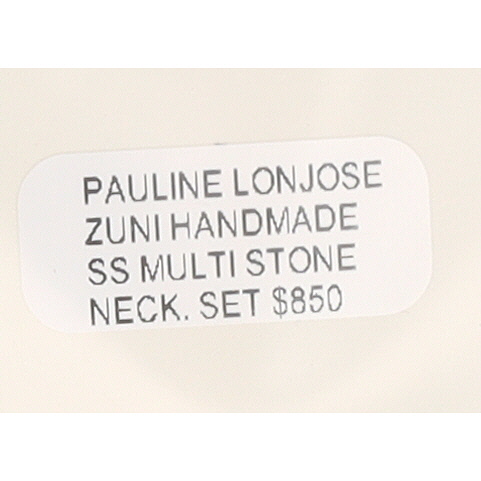 PAULINE LONJOSE
ZUNI HANDMADE
SS MULTI STONE
NECK. SET $850